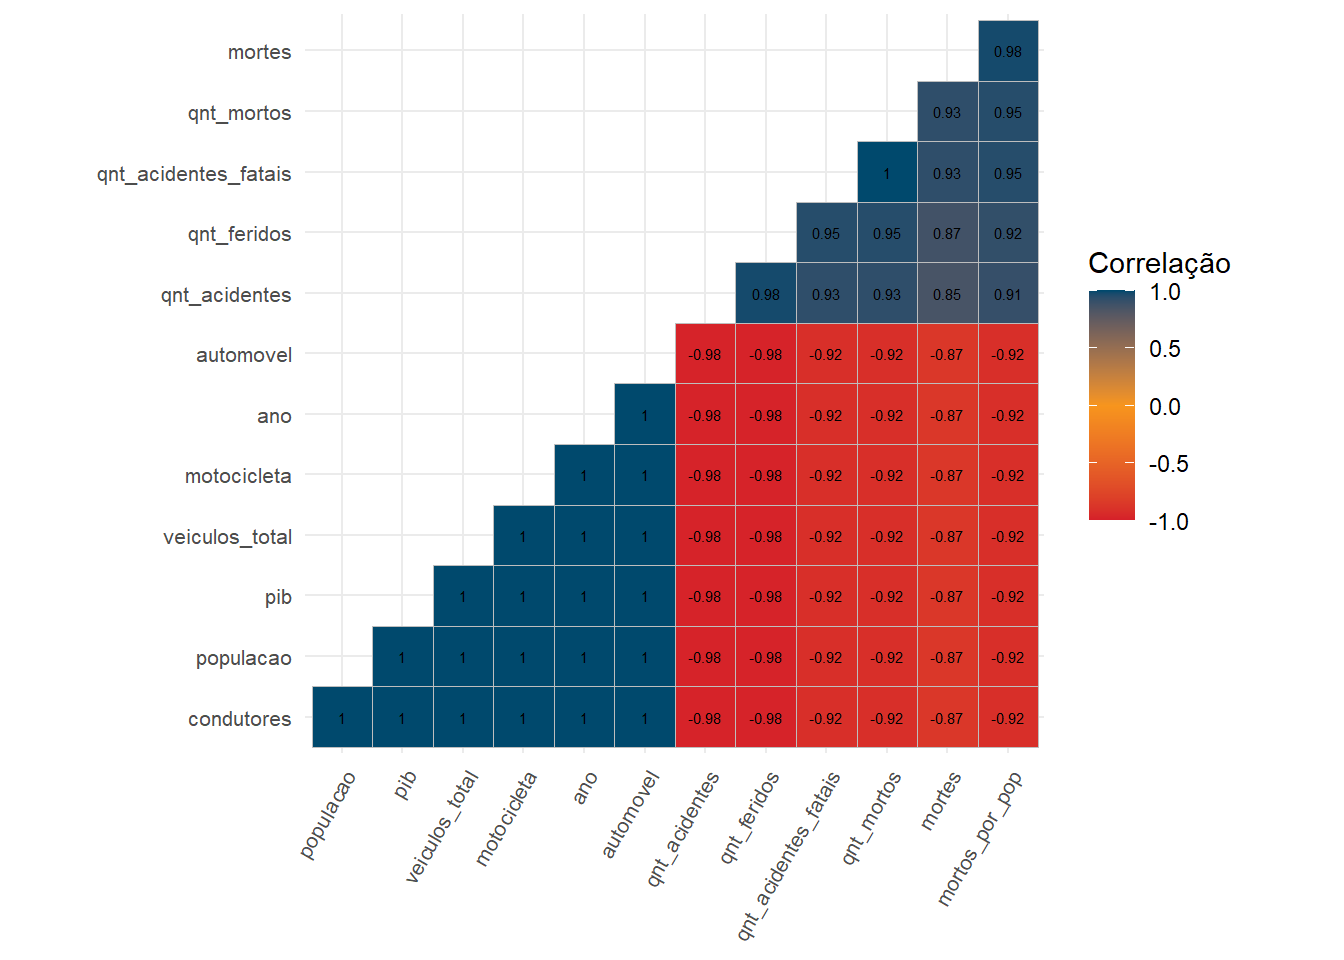 mortes 0.98
qnt_mortos 0.93 0.95
qnt_acidentes_fatais 1 0.93 0.95
qnt_feridos 0.95 0.95 0.87 0.92
qnt_acidentes 0.98 0.93 0.93 0.85 0.91
automovel -0.98 -0.98 -0.92 -0.92 -0.87 -0.92
ano 1 -0.98 -0.98 -0.92 -0.92 -0.87 -0.92
motocicleta 1 1 -0.98 -0.98 -0.92 -0.92 -0.87 -0.92
veiculos_total 1 1 1 -0.98 -0.98 -0.92 -0.92 -0.87 -0.92
pib 1 1 1 1 -0.98 -0.98 -0.92 -0.92 -0.87 -0.92
populacao 1 1 1 1 1 -0.98 -0.98 -0.92 -0.92 -0.87 -0.92
condutores 1 1 1 1 1 1 -0.98 -0.98 -0.92 -0.92 -0.87 -0.92
populacao
pib
veiculos_total
motocicleta
ano
automovel
qnt_acidentes
qnt_feridos
qnt_acidentes_fatais
qnt_mortos
mortes
mortos_por_pop
Correlação
1.0
0.5
0.0
-0.5
-1.0